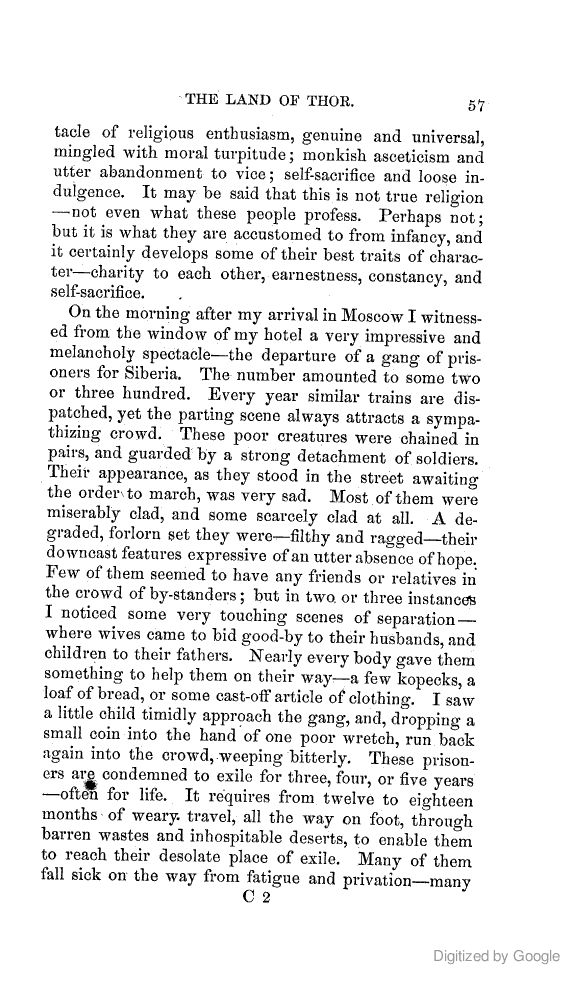 THE LAND OF THOR. 57
tacle of religious enthusiasm, genuine and universal,
mingled with moral turpitude; monkish asceticism and
utter abandonment to vice; self-sacrifice and loose in-
dulgence. It may be said that this is not true religion
—not even what these people profess. Perhaps not;
but it is what they are accustomed to from infancy, and
it certainly develops some of their best traits of charac-
ter—charity to each other, earnestness, constancy, and
self-sacrifice.
On the morning after my arrival in Moscow I witness-
ed from the window of my hotel a very impressive and
melancholy spectacle—the departure of a gang of pris-
oners for Siberia. The number amounted to some two
or three hundred. Every year similar trains are dis-
patched, yet the parting scene always attracts a sympa-
thizing crowd. These poor creatures were chained in
pairs, and guarded by a strong detachment of soldiers.
Their appearance, as they stood in the street awaiting
the order to march, was very sad. Most of them were
miserably clad, and some scarcely clad at all. A de-
graded, forlorn set they were—filthy and ragged—their
downcast features expressive of an utter absence of hope.
Few of them seemed to have any friends or relatives in
the crowd of by-standers; but in two or three instances
I noticed some very touching scenes of separation—
where wives came to bid good-by to their husbands, and
children to their fathers. Nearly every body gave them
something to help them on their way—a few kopecks, a
loaf of bread, or some cast-off article of clothing. I saw
a little child timidly approach the gang, and, dropping a
small coin into the hand of one poor wretch, run back
again into the crowd, weeping bitterly. These prison-
ers are condemned to exile for three, four, or five years
—often for life. It requires from twelve to eighteen
months of weary travel, all the way on foot, through
barren wastes and inhospitable deserts, to enable them
to reach their desolate place of exile. Many of them
fall sick on the way from fatigue and privation—many
C 2
Digitized by Google